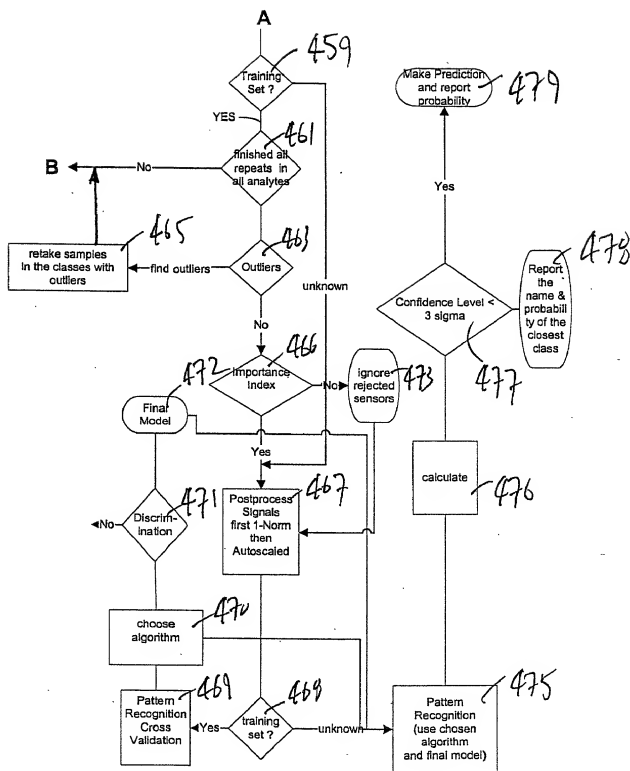 A
Training
Set ?
459
YES
finished all
repeats in
all analytes
461
B
No
retake samples
in the classes with
outliers
465
find outliers
Outliers
463
unknown
No
Importance
Index
466
No
ignore
rejected
sensors
473
Final
Model
472
Yes
Postprocess
Signals
first 1-Norm
then
Autoscaled
467
Discrim-
ination
471
No
choose
algorithm
470
Pattern
Recognition
Cross
Validation
469
Yes
training
set ?
468
unknown
Pattern
Recognition
(use chosen
algorithm
and final model)
475
calculate
476
Confidence Level <
3 sigma
477
Report
the
name &
probabil
ity of the
closest
class
Yes
Make Prediction
and report
probability
479